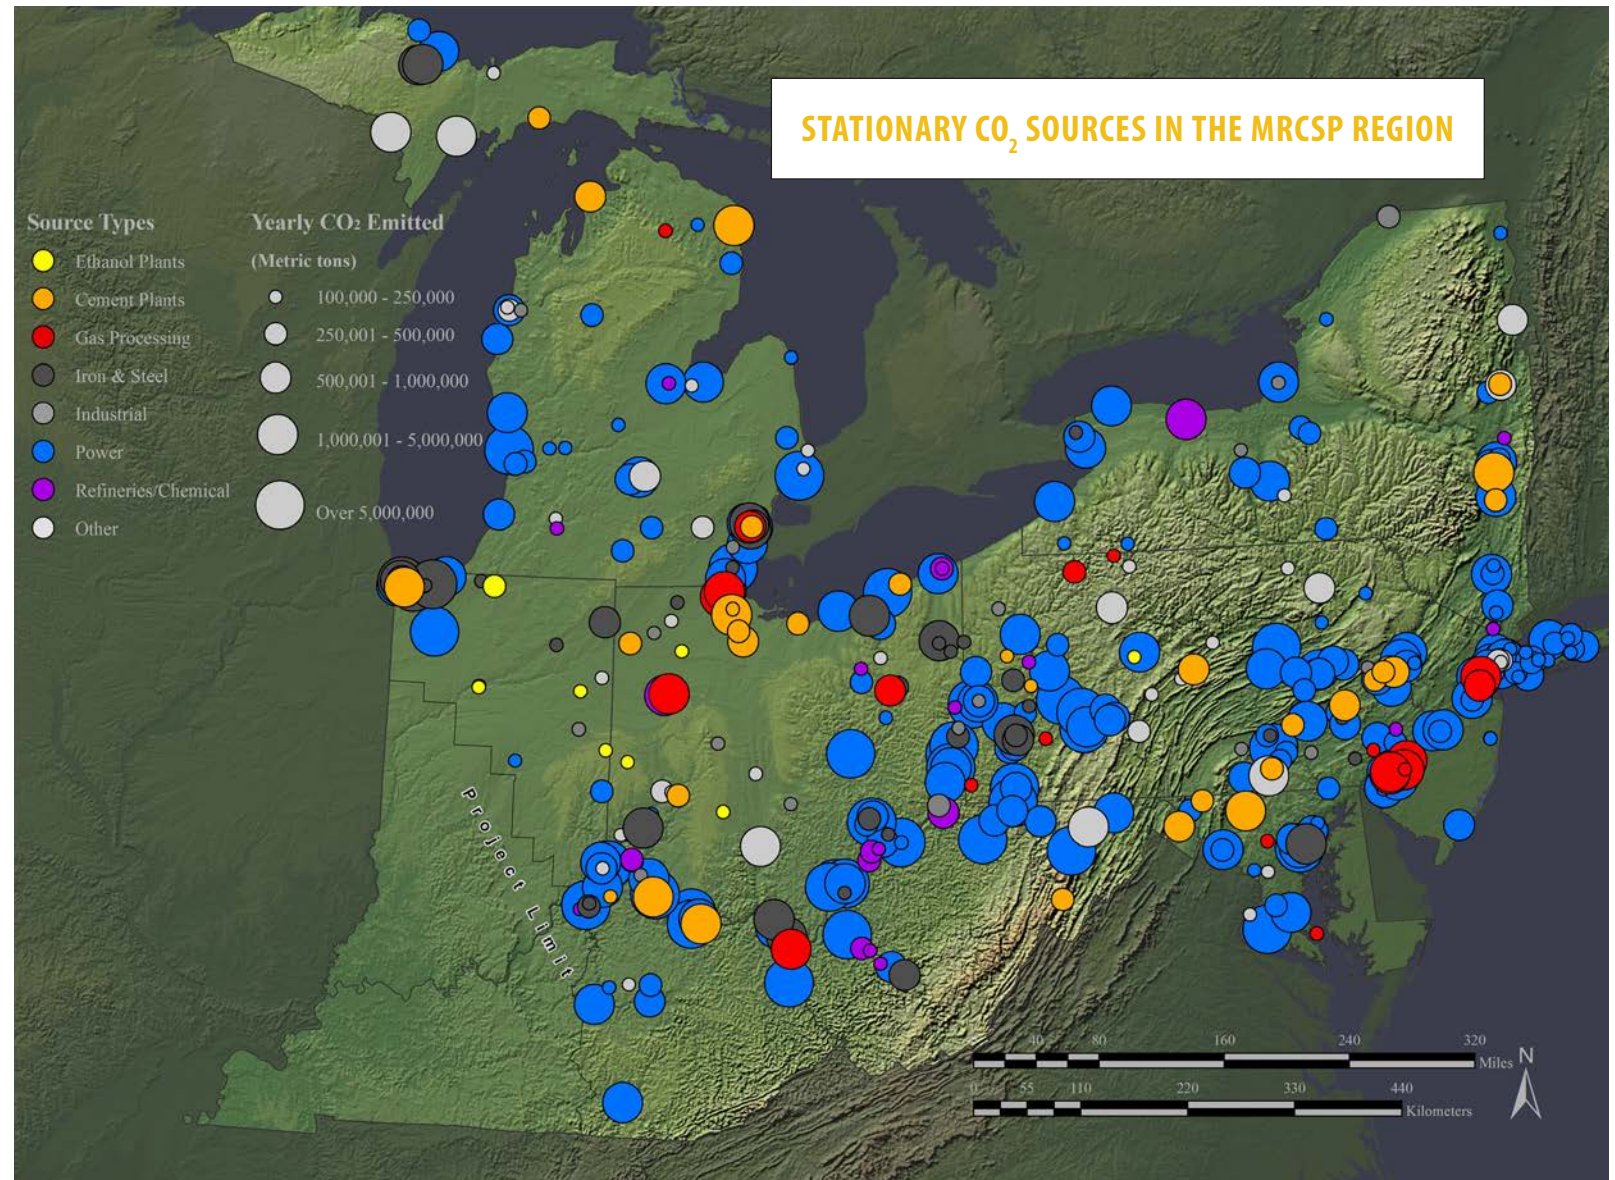 STATIONARY CO2 SOURCES IN THE MRCSP REGION
Source Types
Ethanol Plants
Cement Plants
Gas Processing
Iron & Steel
Industrial
Power
Refineries/Chemical
Other
Yearly CO2 Emitted
(Metric tons)
100,000 - 250,000
250,001 - 500,000
500,001 - 1,000,000
1,000,001 - 5,000,000
Over 5,000,000
Project Limit
40 80 160 240 320
Miles
N
0 55 110 220 330 440
Kilometers